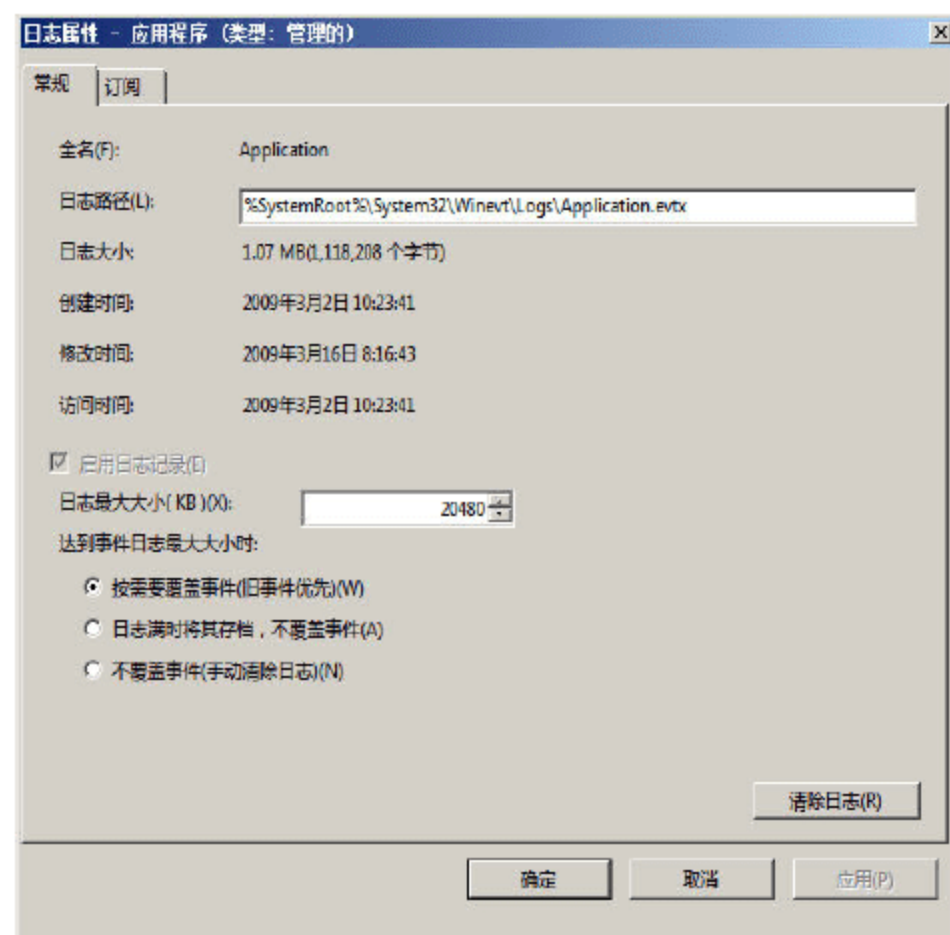 日志属性 - 应用程序 (类型: 管理的)
常规 订阅
全名(F): Application
日志路径(L): %SystemRoot%\System32\Winevt\Logs\Application.evtx
日志大小: 1.07 MB(1,118,208 个字节)
创建时间: 2009年3月2日 10:23:41
修改时间: 2009年3月16日 8:16:43
访问时间: 2009年3月2日 10:23:41
启用日志记录(E)
日志最大大小( KB )(X): 20480
达到事件日志最大大小时:
按需要覆盖事件(旧事件优先)(W)
日志满时将其存档，不覆盖事件(A)
不覆盖事件(手动清除日志)(N)
清除日志(R)
确定 取消 应用(P)